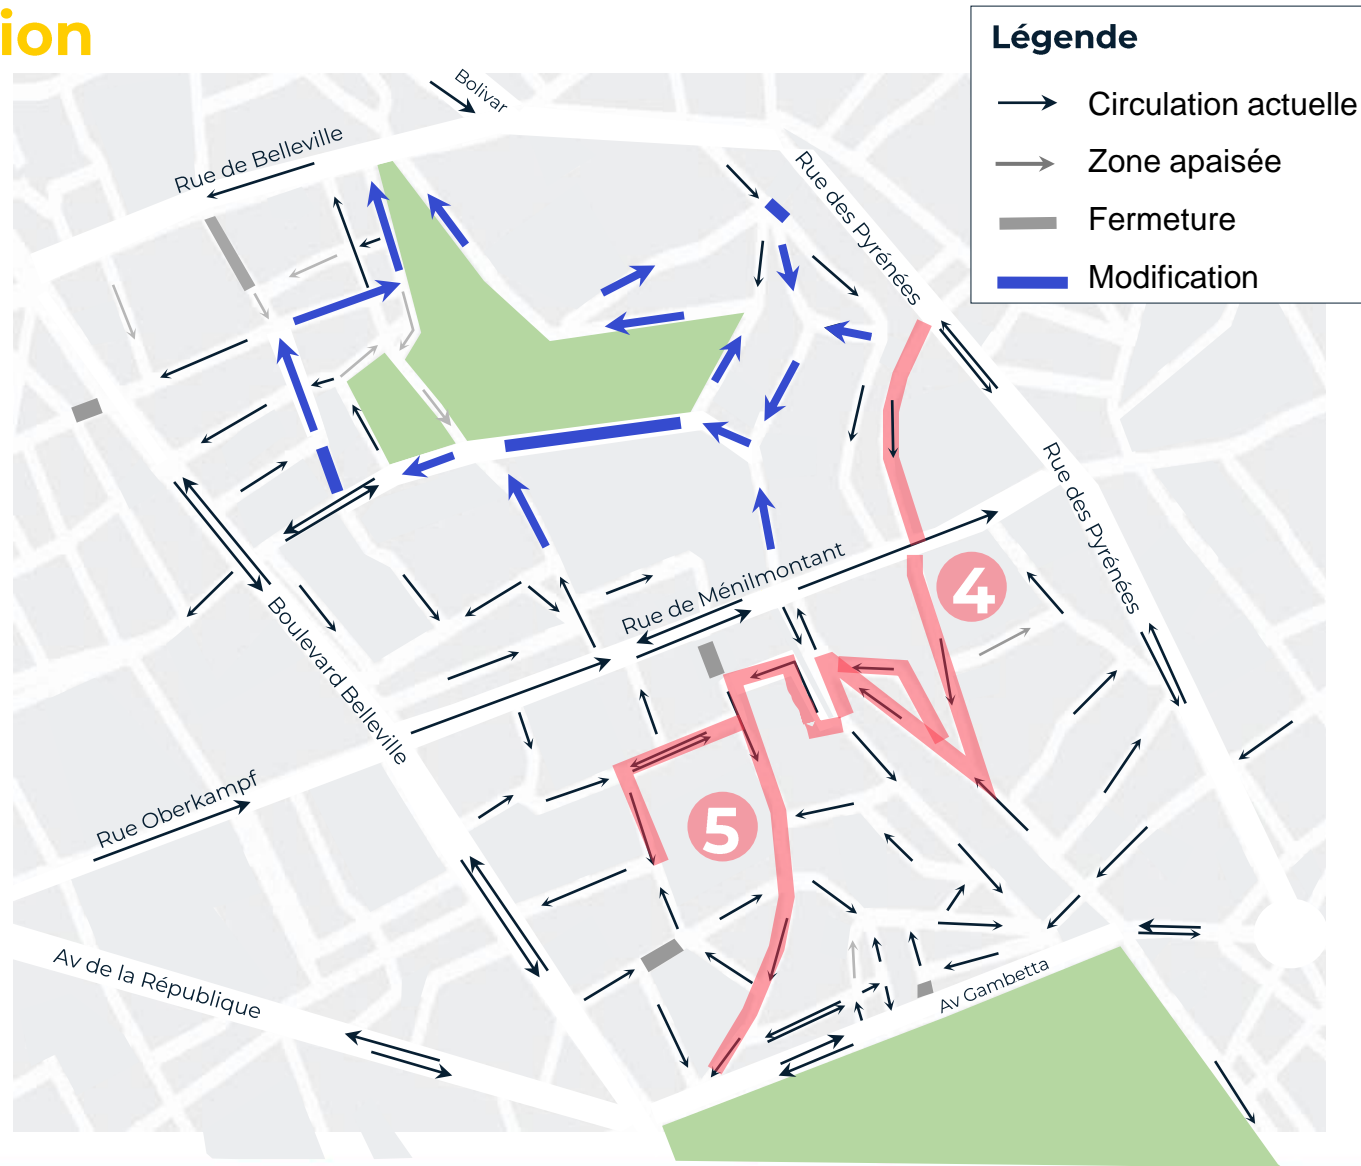 ion
Légende
Circulation actuelle
Zone apaisée
Fermeture
Modification
Bolivar
Rue de Belleville
Rue des Pyrénées
Rue des Pyrénées
Rue de Ménilmontant
4
Boulevard Belleville
Rue Oberkampf
5
Av de la République
Av Gambetta